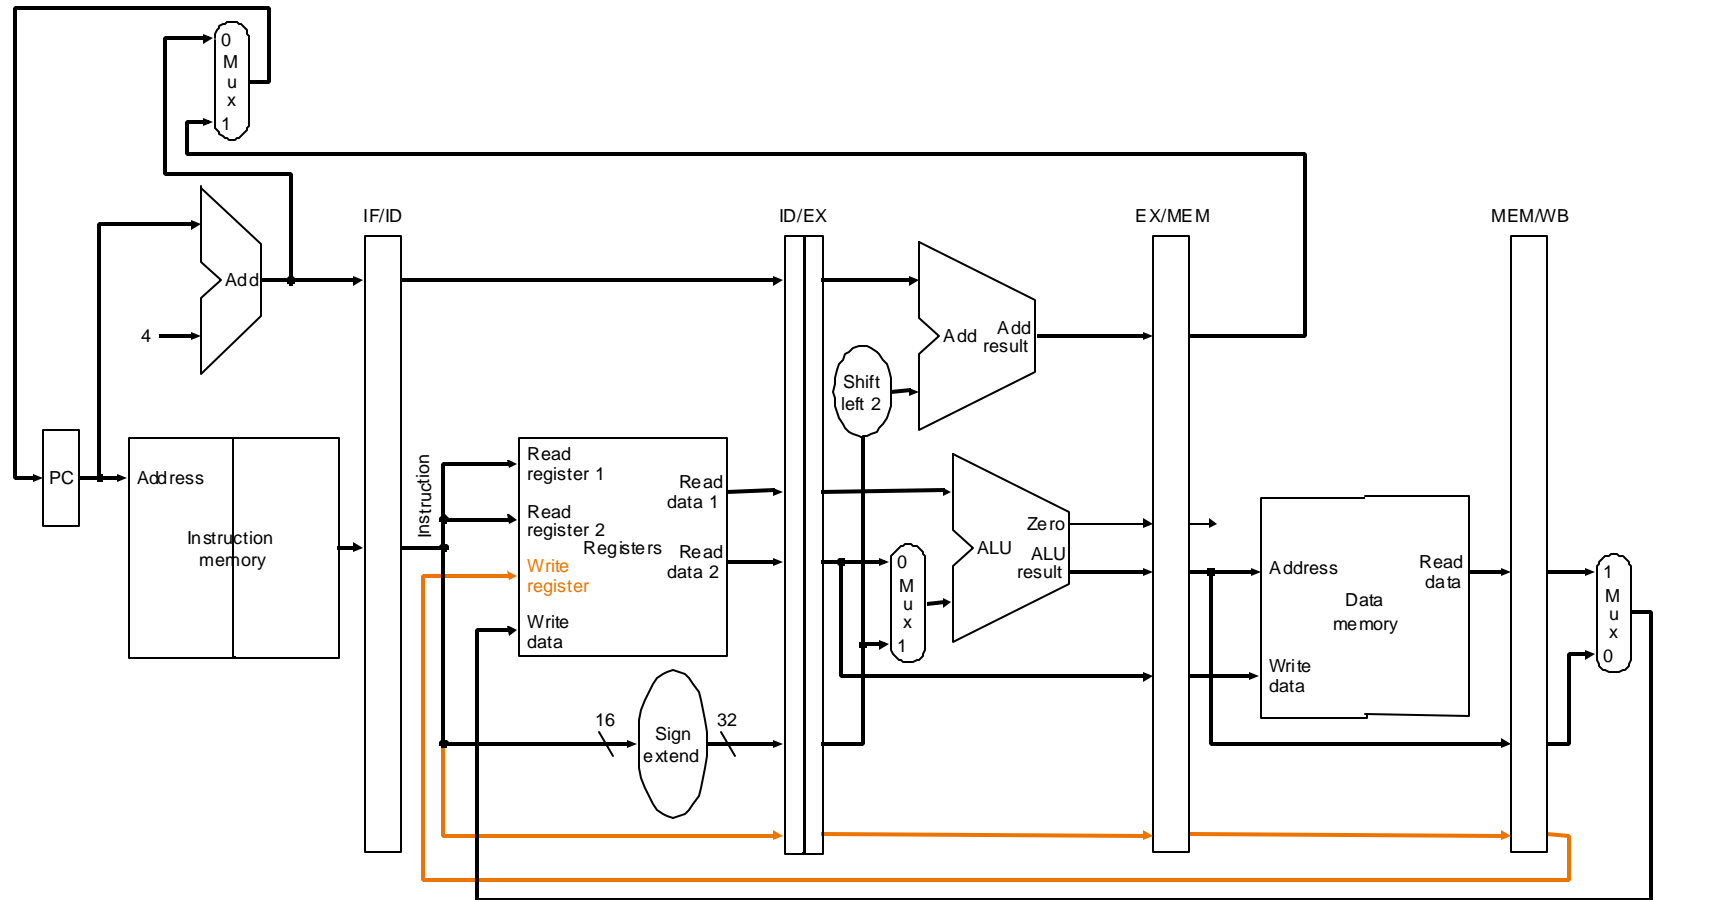 0
M
u
x
1
IF/ID
ID/EX
EX/MEM
MEM/WB
Add
4
Add
Add
result
Shift
left 2
PC
Address
Instruction
memory
Instruction
Read
register 1
Read
register 2
Registers
Write
register
Write
data
Read
data 1
Read
data 2
16
Sign
extend
32
0
M
u
x
1
Zero
ALU
ALU
result
Address
Read
data
Data
memory
Write
data
1
M
u
x
0